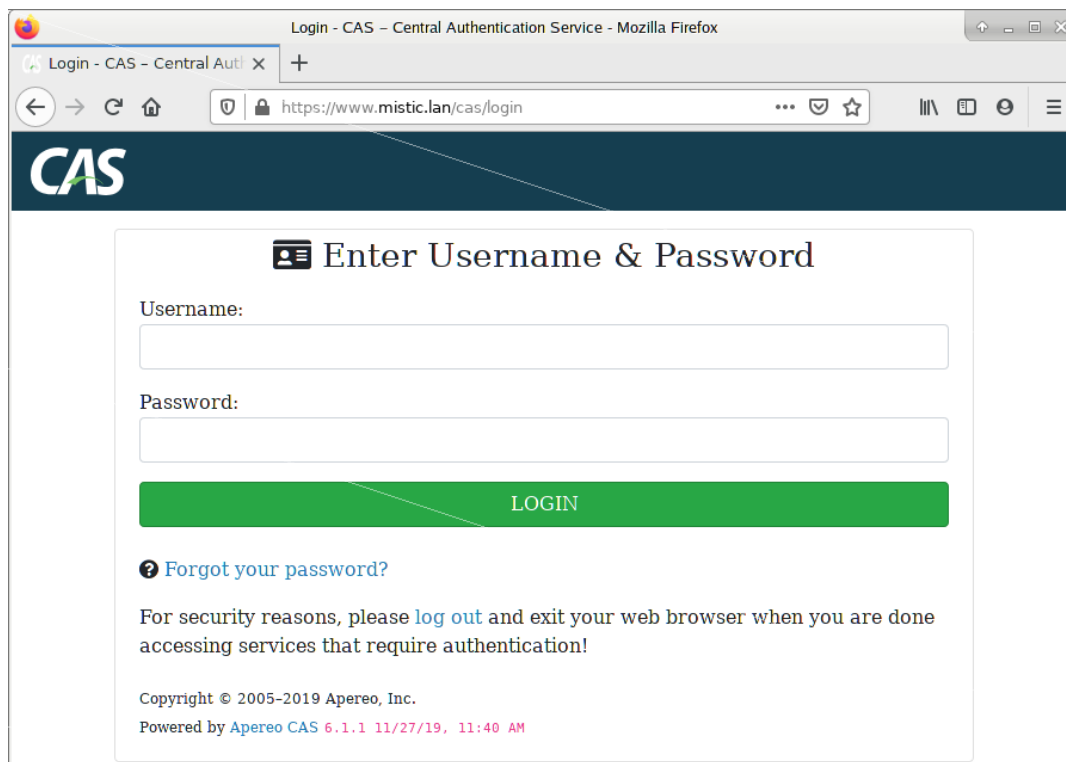 Login - CAS – Central Authentication Service - Mozilla Firefox
Login - CAS – Central Auth
https://www.mistic.lan/cas/login
CAS
Enter Username & Password
Username:
Password:
LOGIN
Forgot your password?
For security reasons, please log out and exit your web browser when you are done
accessing services that require authentication!
Copyright © 2005–2019 Apereo, Inc.
Powered by Apereo CAS 6.1.1 11/27/19, 11:40 AM